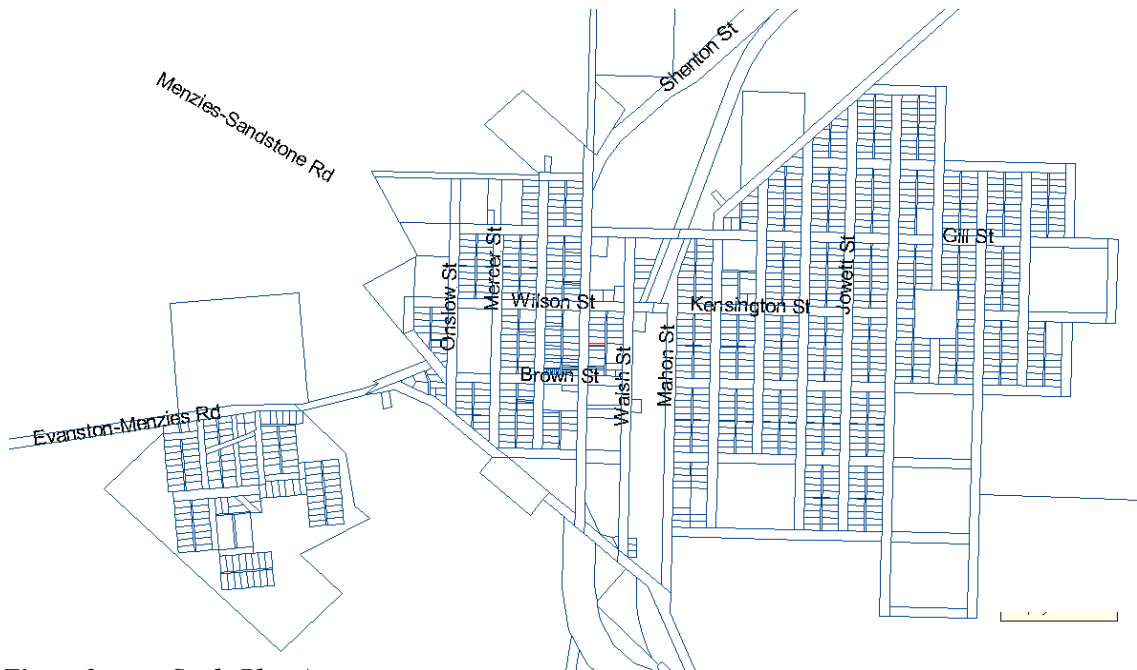 Shenton St
Menzies-Sandstone Rd
Gill St
Mercer St
Jowett St
Onslow St
Wilson St
Kensington St
Mahon St
Walsh St
Brown St
Evanston-Menzies Rd